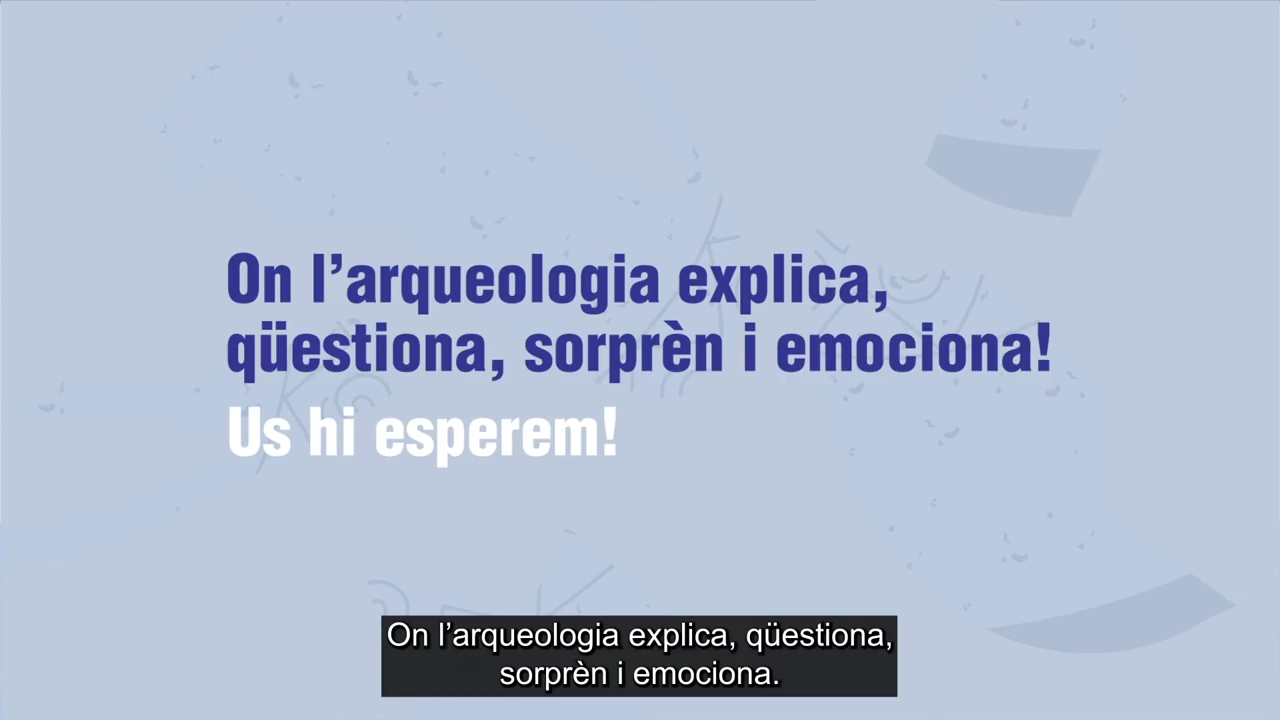 On l’arqueologia explica,
qüestiona, sorprèn i emociona!
Us hi esperem!
On l’arqueologia explica, qüestiona,
sorprèn i emociona.